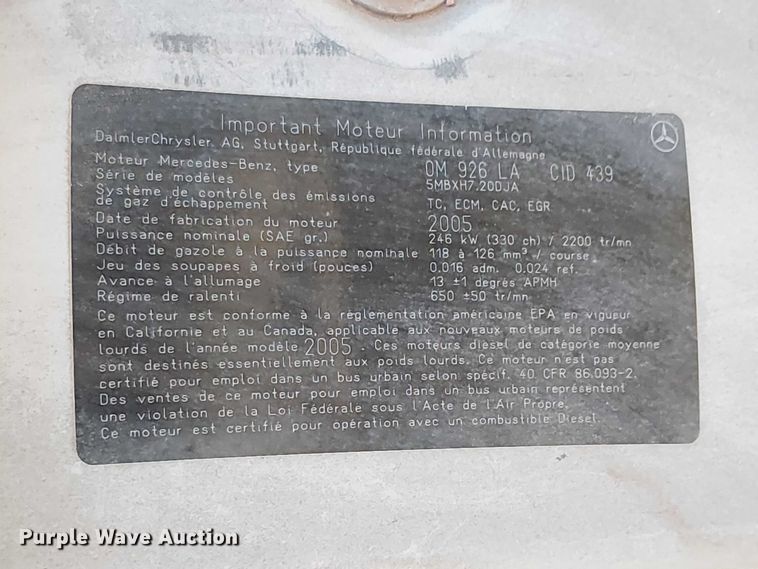 Important Moteur Information
DaimlerChrysler, AG, Stuttgart, République fédérale d'Allemagne
Moteur Mercedes-Benz, type OM 926 LA CID 439
Série de modèles 5MBXH7.20DJA
Système de contrôle des émissions
de gaz d'échappement TC, ECM, CAC, EGR
Date de fabrication du moteur 2005
Puissance nominale (SAE gr.) 246 kW (330 ch) / 2200 tr/mn
Débit de gazole à la puissance nominale 118 à 126 mm³ / course
Jeu des soupapes à froid (pouces) 0.016 adm. 0.024 ref.
Avance à l'allumage 13 ±1 degrés APMH
Régime de ralenti 650 ±50 tr/mn
Ce moteur est conforme à la réglementation américaine EPA en vigueur
en Californie et au Canada, applicable aux nouveaux moteurs de poids
lourds de l'année modèle 2005. Ces moteurs diesel de catégorie moyenne
sont destinés essentiellement aux poids lourds. Ce moteur n'est pas
certifié pour emploi dans un bus urbain selon spécif. 40 CFR 86.093-2.
Des ventes de ce moteur pour emploi dans un bus urbain représentent
une violation de la Loi Fédérale sous l'Acte de l'Air Propre.
Ce moteur est certifié pour opération avec un combustible Diesel.
Purple Wave Auction